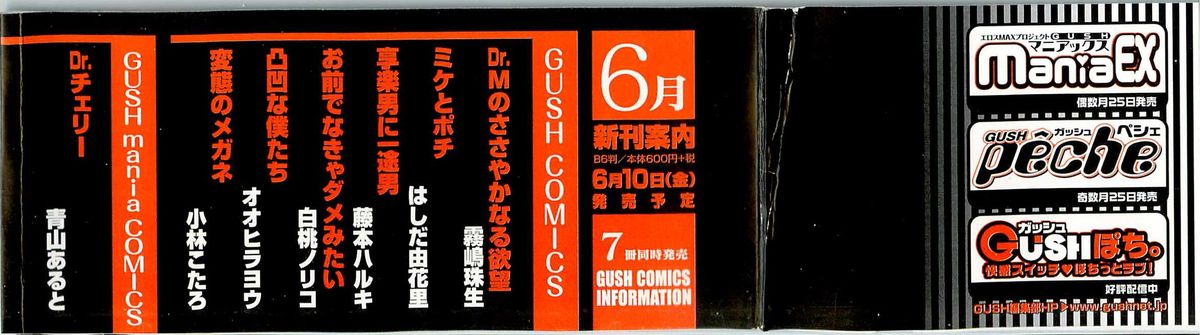 エロスMAXプロジェクトGUSH
マニアックス
maniaEX
偶数月25日発売
GUSH ガッシュ ペシェ
pêche
奇数月25日発売
ガッシュ
GUSHぽち。
快感スイッチ♥ぽちっとラブ!
好評配信中
GUSH編集部HP▶www.gushnet.jp
6月
新刊案内
B6判/本体600円+税
6月10日(金)
発売予定
7冊同時発売
GUSH COMICS
INFORMATION
GUSH COMICS
Dr.Mのささやかなる欲望
霧嶋珠生
ミケとポチ
はしだ由花里
享楽男に一途男
藤本ハルキ
お前でなきゃダメみたい
白桃ノリコ
凸凹な僕たち
オオヒラヨウ
変態のメガネ
小林こたろ
GUSH mania COMICS
Dr.チェリー
青山あると